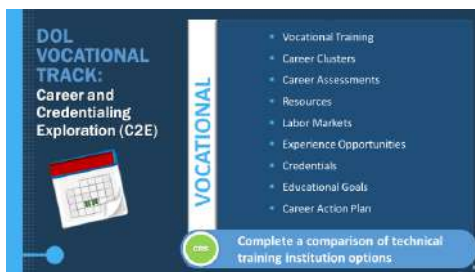 DOL
VOCATIONAL
TRACK:
Career and
Credentialing
Exploration (C2E)
VOCATIONAL
Vocational Training
Career Clusters
Career Assessments
Resources
Labor Markets
Experience Opportunities
Credentials
Educational Goals
Career Action Plan
CRS
Complete a comparison of technical
training institution options